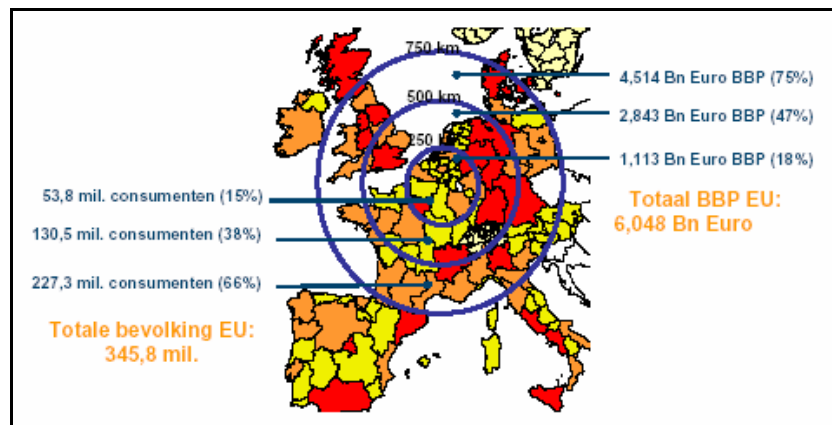 750 km
4,514 Bn Euro BBP (75%)
500 km
2,843 Bn Euro BBP (47%)
250 km
1,113 Bn Euro BBP (18%)
53,8 mil. consumenten (15%)
Totaal BBP EU:
6,048 Bn Euro
130,5 mil. consumenten (38%)
227,3 mil. consumenten (66%)
Totale bevolking EU:
345,8 mil.